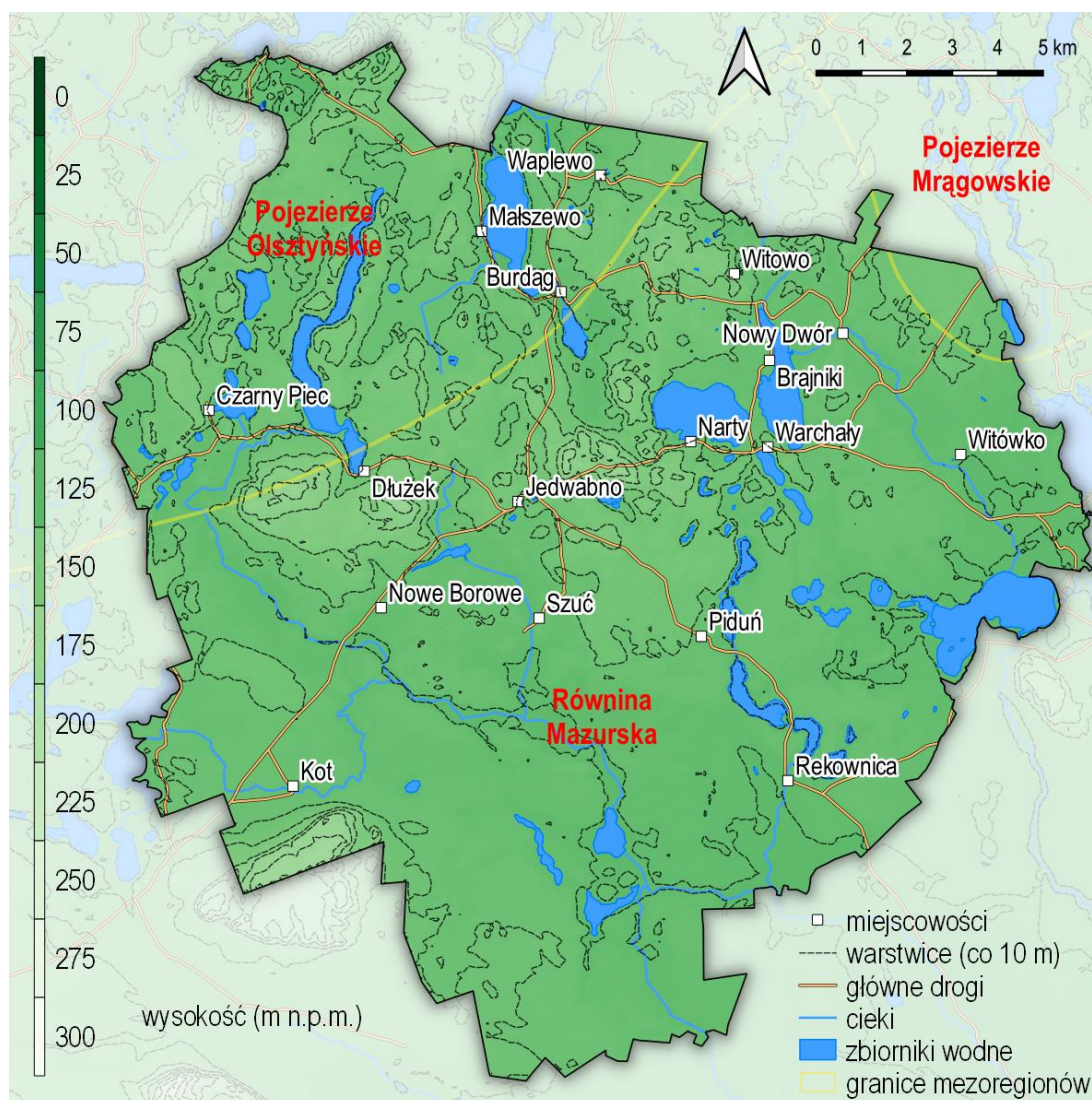 0 1 2 3 4 5 km
Pojezierze
Mrągowskie
Waplewo
Pojezierze
Olsztyńskie
Małszewo
Witowo
Burdąg
Nowy Dwór
Brajniki
Czarny Piec
Narty
Warchały
Witówko
Dłużek
Jedwabno
Nowe Borowe
Szuć
Piduń
Równina
Mazurska
Kot
Rekownica
0
25
50
75
100
125
150
175
200
225
250
275
300
wysokość (m n.p.m.)
miejscowości
warstwice (co 10 m)
główne drogi
cieki
zbiorniki wodne
granice mezoregionów